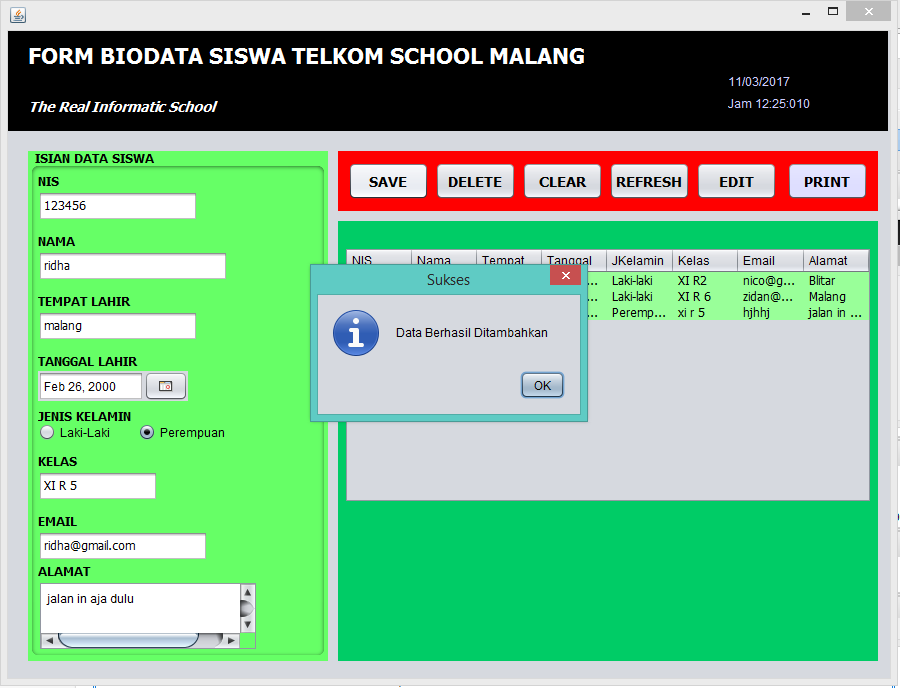 FORM BIODATA SISWA TELKOM SCHOOL MALANG
11/03/2017
The Real Informatic School
Jam 12:25:010
ISIAN DATA SISWA
NIS
123456
NAMA
ridha
TEMPAT LAHIR
malang
TANGGAL LAHIR
Feb 26, 2000
JENIS KELAMIN
Laki-Laki Perempuan
KELAS
XI R 5
EMAIL
ridha@gmail.com
ALAMAT
jalan in aja dulu
SAVE DELETE CLEAR REFRESH EDIT PRINT
NIS Nama Tempat Tanggal JKelamin Kelas Email Alamat
... Laki-laki XI R2 nico@g... Blitar
... Laki-laki XI R 6 zidan@... Malang
... Peremp... xi r 5 hjhhj jalan in ...
Sukses
Data Berhasil Ditambahkan
OK